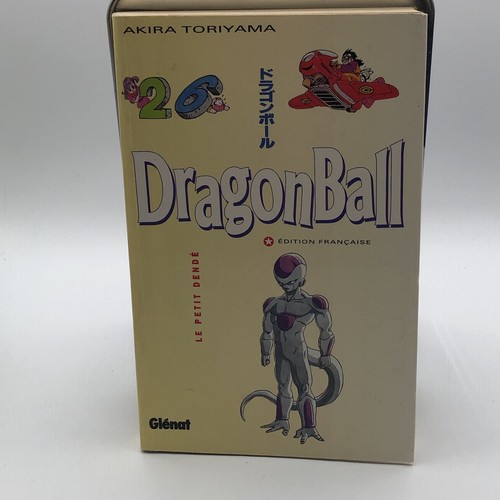 AKIRA TORIYAMA
26
ドラゴンボール
DragonBall
ÉDITION FRANÇAISE
LE PETIT DENDÉ
Glénat